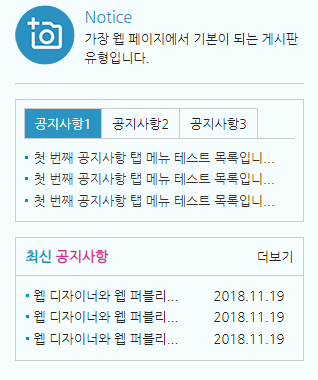 Notice
가장 웹 페이지에서 기본이 되는 게시판
유형입니다.
공지사항1 공지사항2 공지사항3
첫 번째 공지사항 탭 메뉴 테스트 목록입니...
첫 번째 공지사항 탭 메뉴 테스트 목록입니...
첫 번째 공지사항 탭 메뉴 테스트 목록입니...
최신 공지사항 더보기
웹 디자이너와 웹 퍼블리... 2018.11.19
웹 디자이너와 웹 퍼블리... 2018.11.19
웹 디자이너와 웹 퍼블리... 2018.11.19